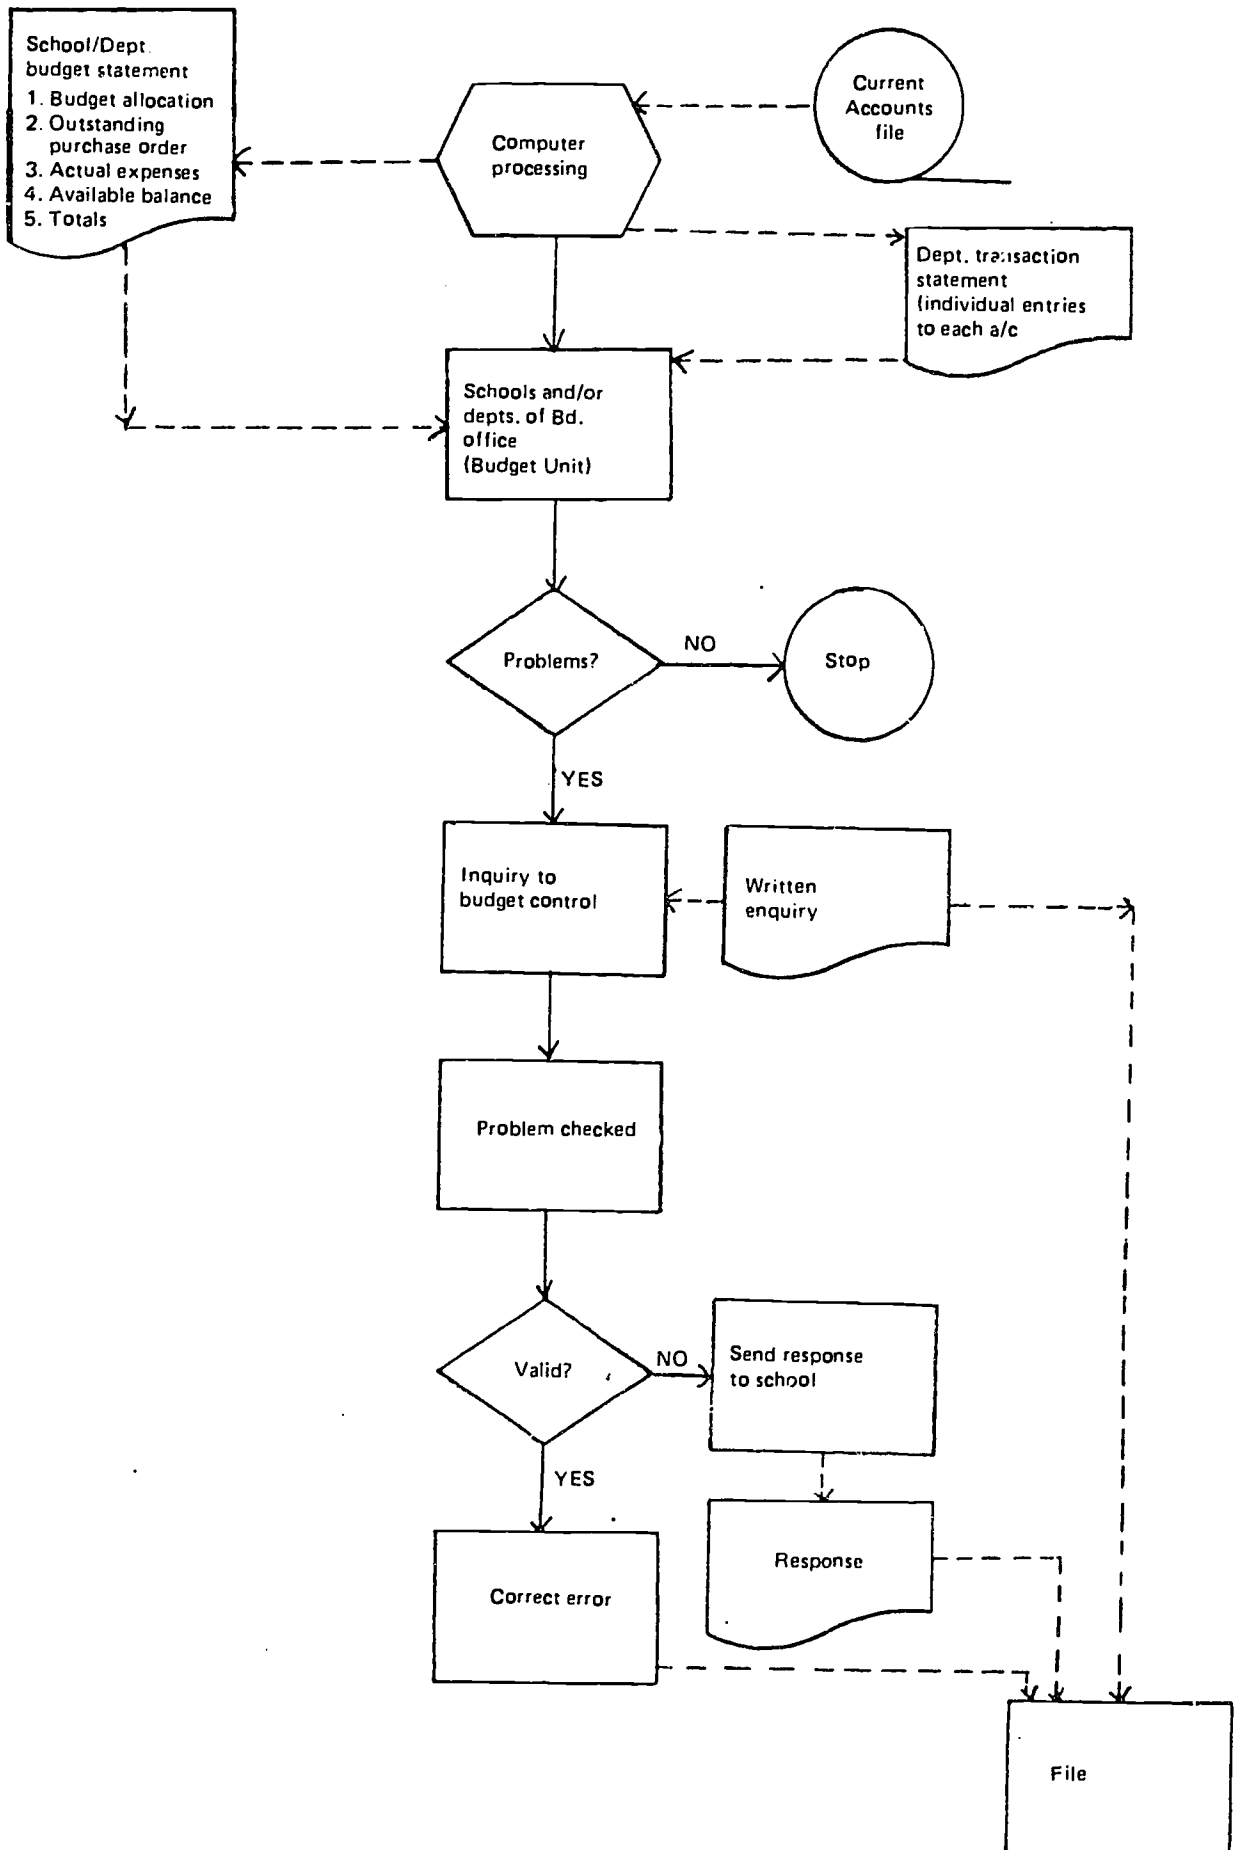 School/Dept.
budget statement
1. Budget allocation
2. Outstanding
purchase order
3. Actual expenses
4. Available balance
5. Totals
Computer
processing
Current
Accounts
file
Dept. transaction
statement
(individual entries
to each a/c
Schools and/or
depts. of Bd.
office
(Budget Unit)
Problems?
NO
Stop
YES
Inquiry to
budget control
Written
enquiry
Problem checked
Valid?
NO
Send response
to school
YES
Response
Correct error
File